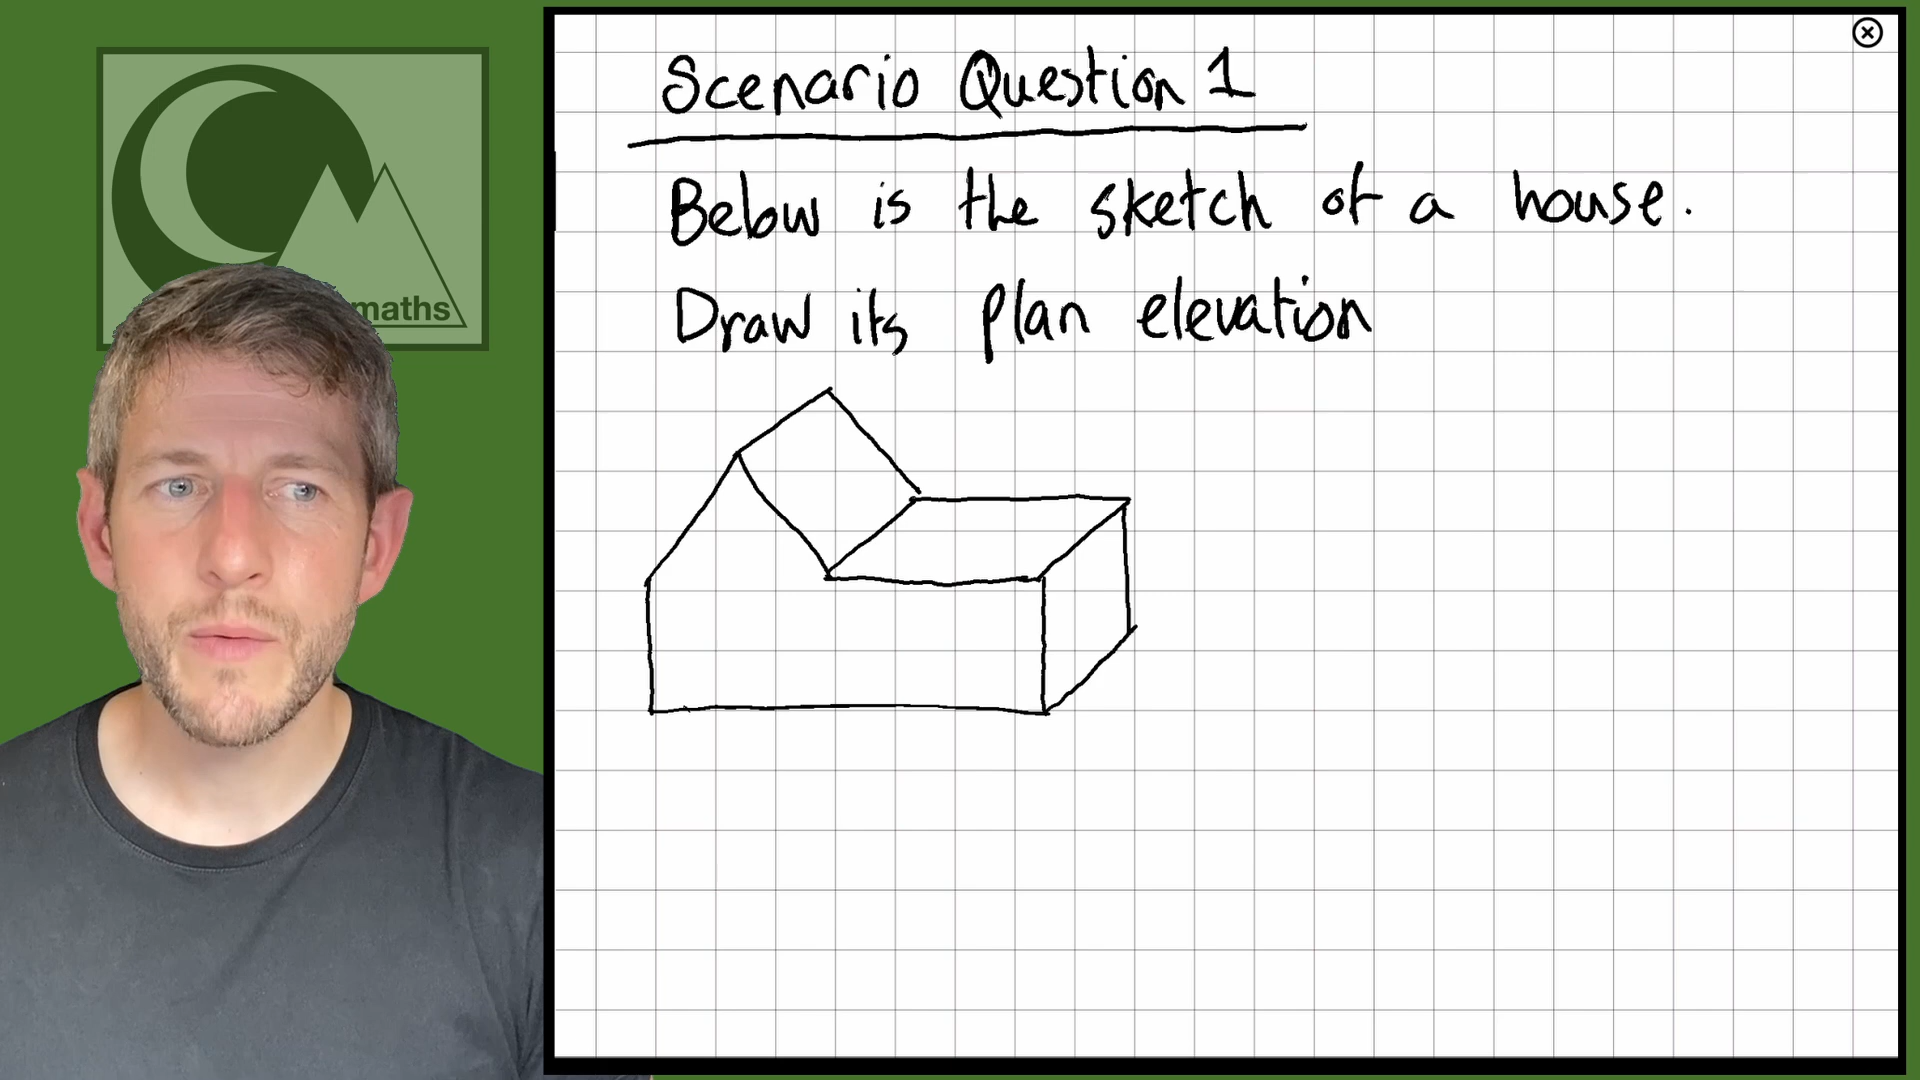 maths
Scenario Question 1
Below is the sketch of a house.
Draw its plan elevation